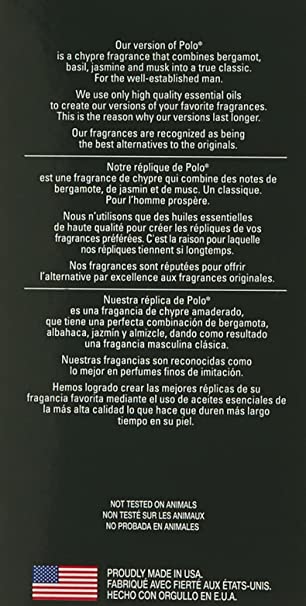 Our version of Polo®
is a chypre fragrance that combines bergamot,
basil, jasmine and musk into a true classic.
For the well-established man.
We use only high quality essential oils
to create our versions of your favorite fragrances.
This is the reason why our versions last longer.
Our fragrances are recognized as being
the best alternatives to the originals.
Notre réplique de Polo®
est une fragrance de chypre qui combine des notes de
bergamote, de jasmin et de musc. Un classique.
Pour l'homme prospère.
Nous n'utilisons que des huiles essentielles
de haute qualité pour créer les répliques de vos
fragrances préférées. C'est la raison pour laquelle
nos répliques tiennent si longtemps.
Nos fragrances sont réputées pour offrir
l'alternative par excellence aux fragrances originales.
Nuestra réplica de Polo®
es una fragancia de chypre amaderado,
que tiene una perfecta combinación de bergamota,
albahaca, jazmín y almizcle, dando como resultado
una fragancia masculina clásica.
Nuestras fragancias son reconocidas como
lo mejor en perfumes finos de imitación.
Hemos logrado crear las mejores réplicas de su
fragancia favorita mediante el uso de aceites esenciales de
la más alta calidad lo que hace que duren más largo
tiempo en su piel.
NOT TESTED ON ANIMALS
NON TESTÉ SUR LES ANIMAUX
NO PROBADA EN ANIMALES
PROUDLY MADE IN USA.
FABRIQUÉ AVEC FIERTÉ AUX ÉTATS-UNIS.
HECHO CON ORGULLO EN E.U.A.